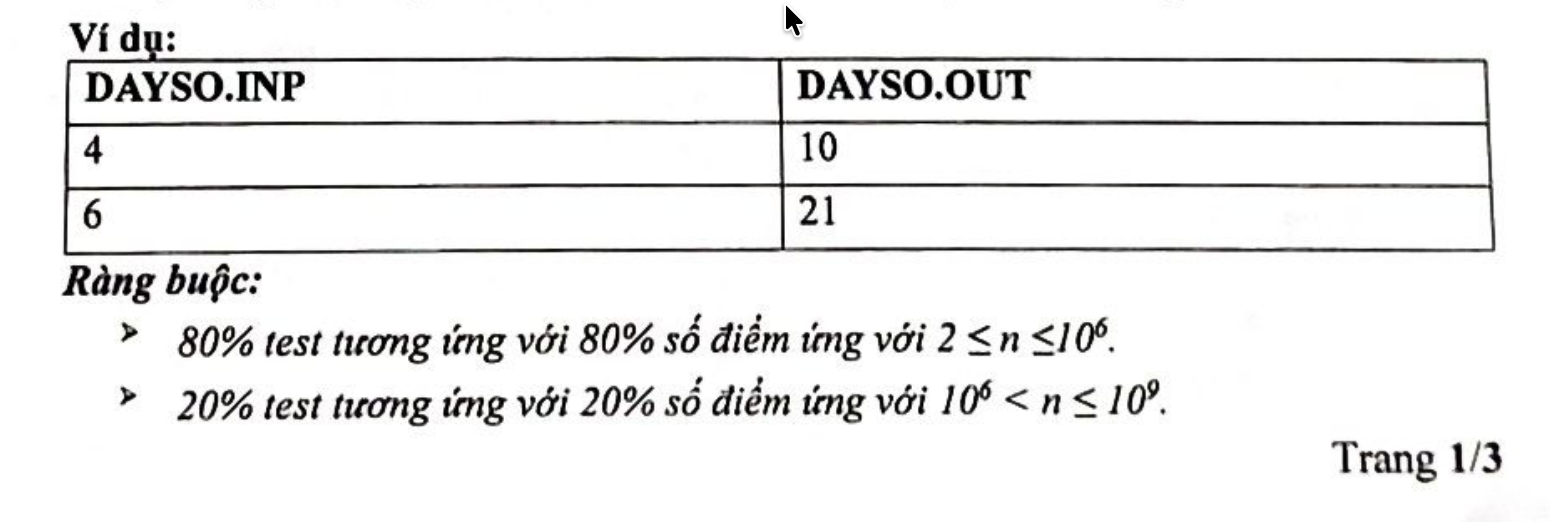 Ví dụ:
DAYSO.INP DAYSO.OUT
4 10
6 21
Ràng buộc:
➢ 80% test tương ứng với 80% số điểm ứng với 2 ≤ n ≤10⁶.
➢ 20% test tương ứng với 20% số điểm ứng với 10⁶ < n ≤ 10⁹.
Trang 1/3